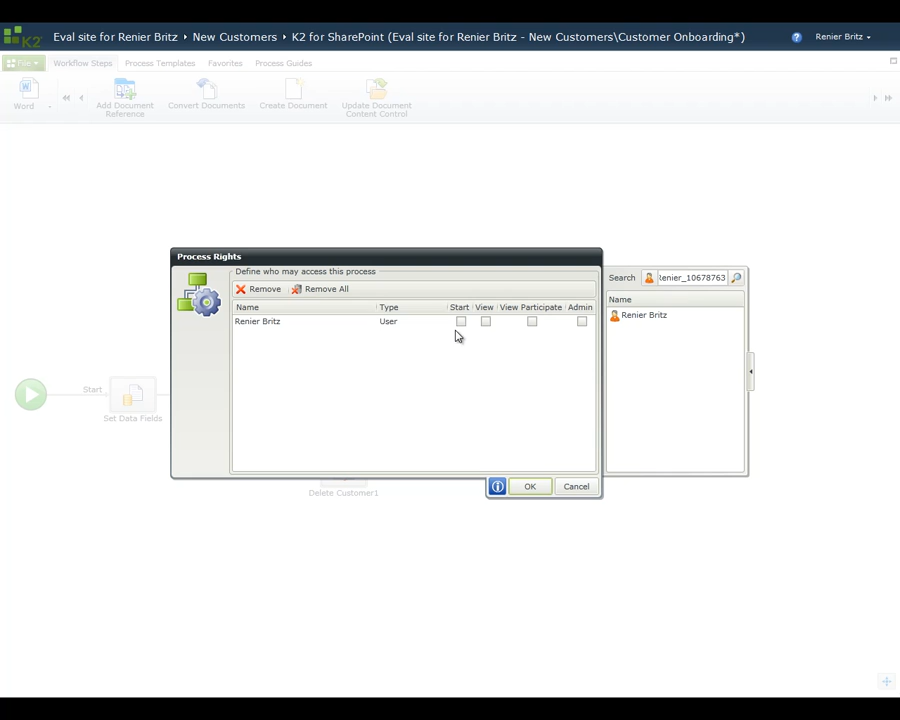 K2 Eval site for Renier Britz New Customers K2 for SharePoint (Eval site for Renier Britz - New Customers\Customer Onboarding*) ? Renier Britz
File Workflow Steps Process Templates Favorites Process Guides
Word
Add Document Reference
Convert Documents
Create Document
Update Document Content Control
Process Rights
Define who may access this process
Remove Remove All
Name Type Start View View Participate Admin
Renier Britz User
Search tenier_10678763
Name
Renier Britz
Start
Set Data Fields
Delete Customer1
OK Cancel